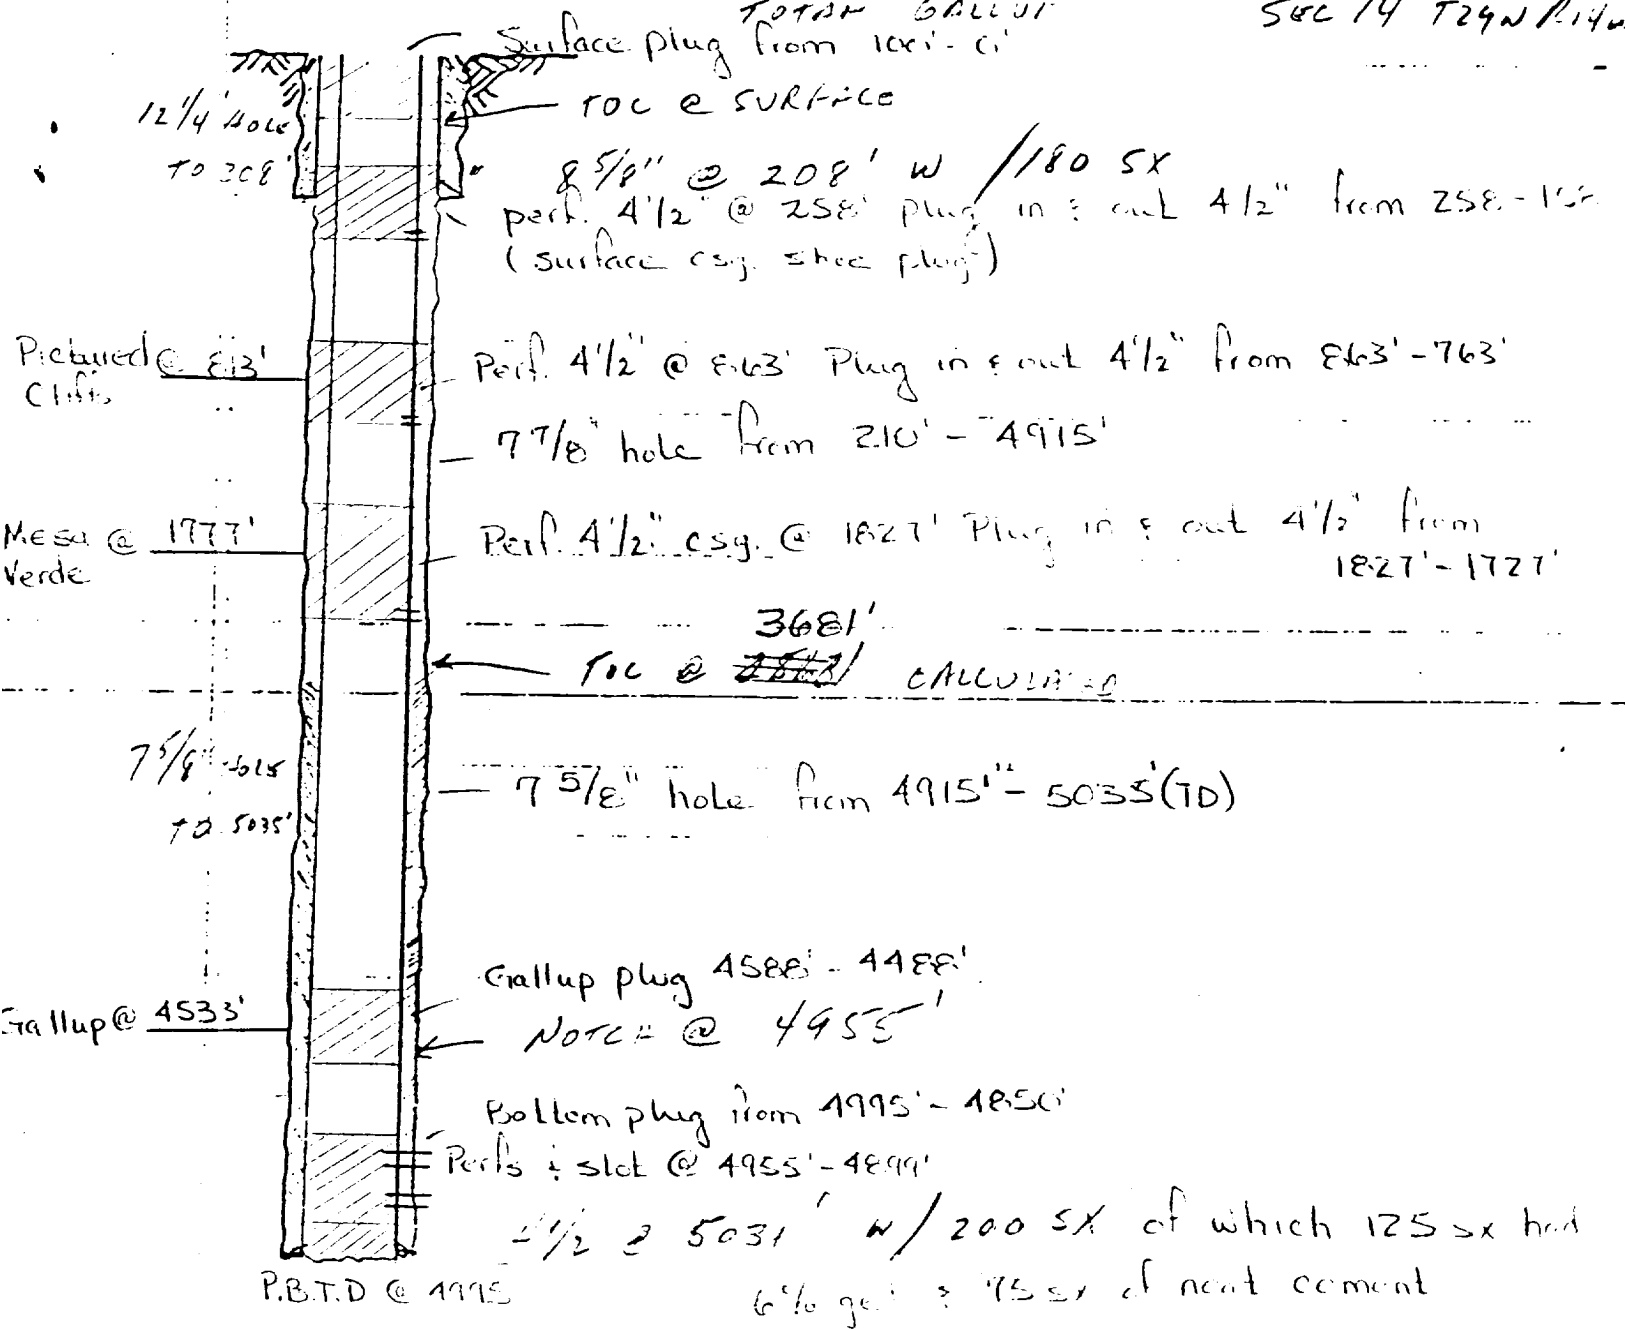 TOTAH GALLUP
SEC 14 T24N R14W
Surface plug from 100'- 0'
TOC @ SURFACE
12 1/4" HOLE
TO 208'
8 5/8" @ 208' W/180 SX
perf. 4 1/2" @ 258' plug in & out 4 1/2" from 258 -
(surface csg. shoe plug)
Pictured @ 813'
Cliffs
Perf. 4 1/2" @ 863' Plug in & out 4 1/2" from 863'-763'
7 7/8" hole from 210' - 4915'
Mesa @ 1777'
Verde
Perf. 4 1/2" csg. @ 1827' Plug in & out 4 1/2" from
1827'-1727'
3681'
TOC @ CALCULATED
7 5/8" HOLE
TO 5035'
7 5/8" hole from 4915'- 5035'(TD)
Gallup plug 4588'- 4488'
Gallup @ 4533'
NOTCH @ 4955'
Bottom plug from 4995'- 4850'
Perfs & slot @ 4955'-4899'
4 1/2 @ 5031' W/200 SX of which 125 sx had
6% gel & 75 sx of neat cement
P.B.T.D @ 4995